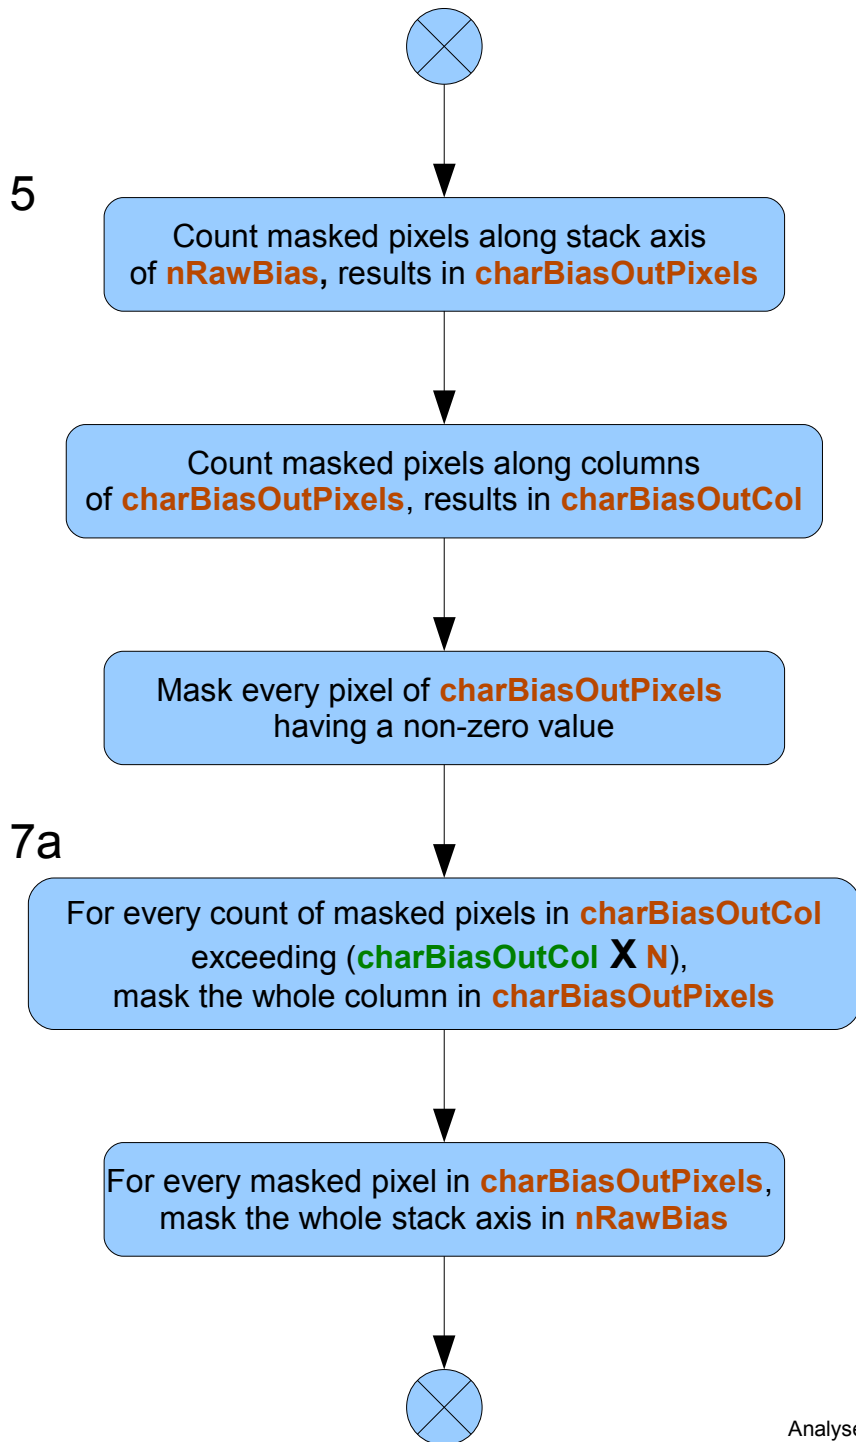 5
Count masked pixels along stack axis
of nRawBias, results in charBiasOutPixels
Count masked pixels along columns
of charBiasOutPixels, results in charBiasOutCol
Mask every pixel of charBiasOutPixels
having a non-zero value
7a
For every count of masked pixels in charBiasOutCol
exceeding (charBiasOutCol X N),
mask the whole column in charBiasOutPixels
For every masked pixel in charBiasOutPixels,
mask the whole stack axis in nRawBias
Analyse